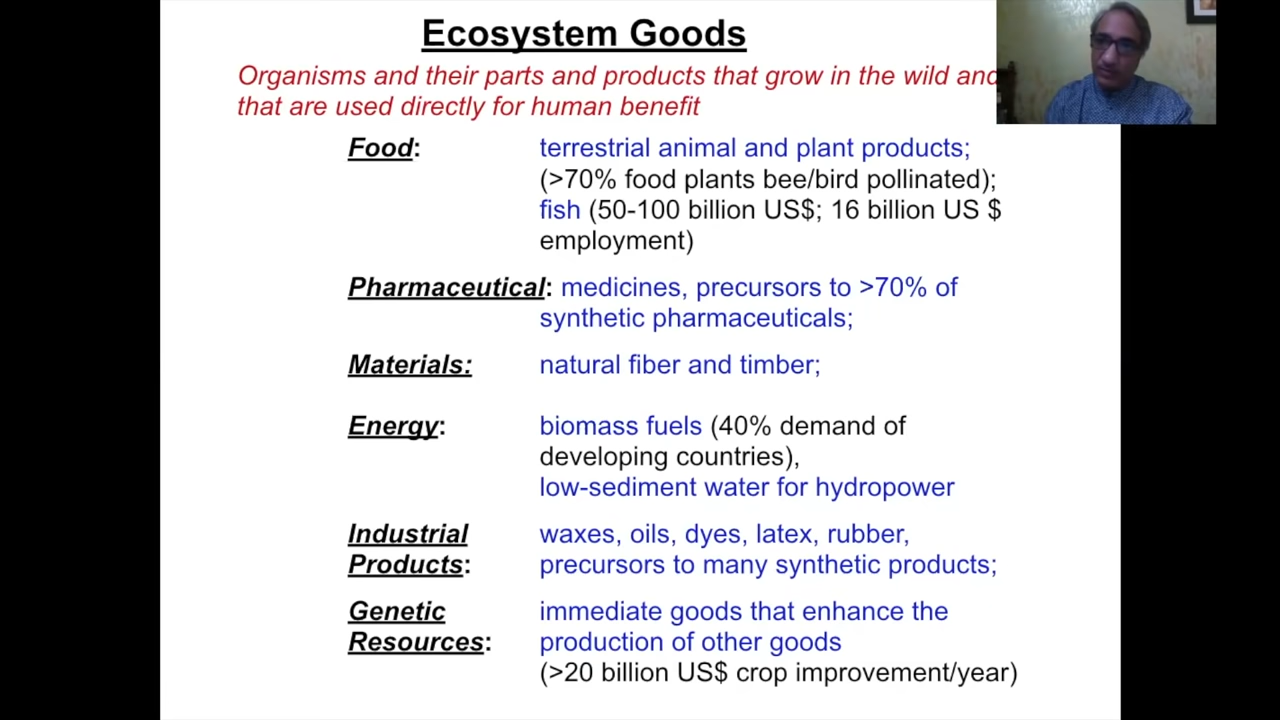 Ecosystem Goods
Organisms and their parts and products that grow in the wild and
that are used directly for human benefit
Food: terrestrial animal and plant products;
(>70% food plants bee/bird pollinated);
fish (50-100 billion US$; 16 billion US $
employment)
Pharmaceutical: medicines, precursors to >70% of
synthetic pharmaceuticals;
Materials: natural fiber and timber;
Energy: biomass fuels (40% demand of
developing countries),
low-sediment water for hydropower
Industrial waxes, oils, dyes, latex, rubber,
Products: precursors to many synthetic products;
Genetic immediate goods that enhance the
Resources: production of other goods
(>20 billion US$ crop improvement/year)